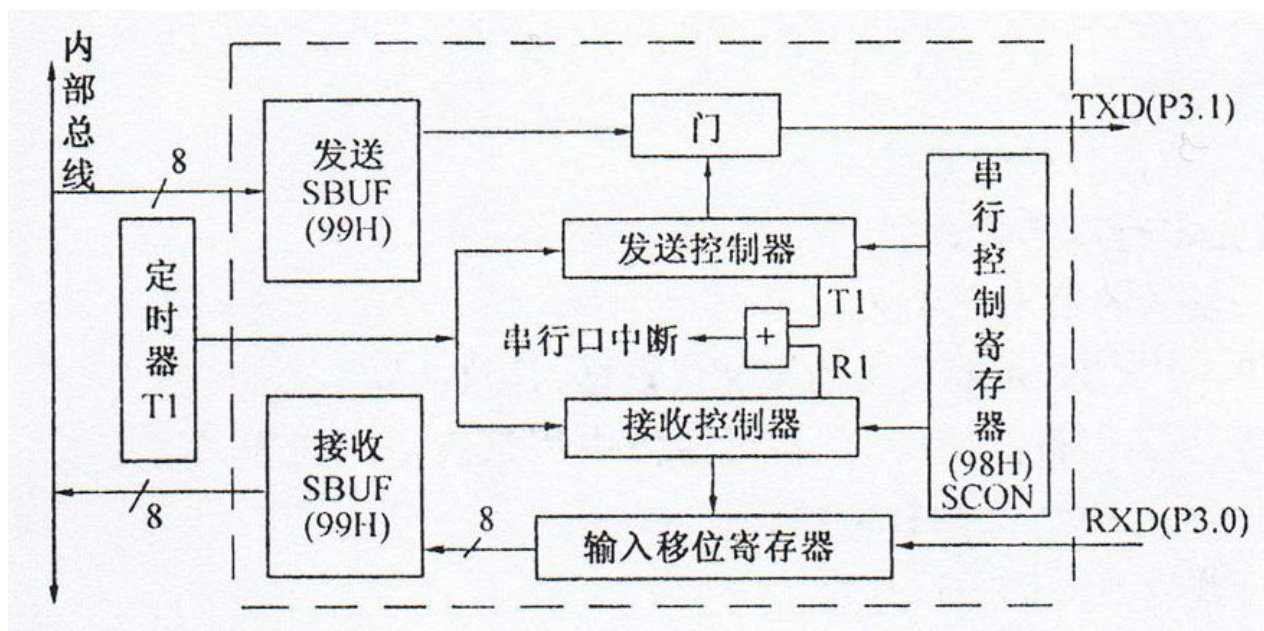 内部总线
8
发送
SBUF
(99H)
门
TXD(P3.1)
定时器T1
发送控制器
T1
串行口中断
+
R1
接收控制器
串行控制寄存器
(98H)
SCON
接收
SBUF
(99H)
8
8
输入移位寄存器
RXD(P3.0)